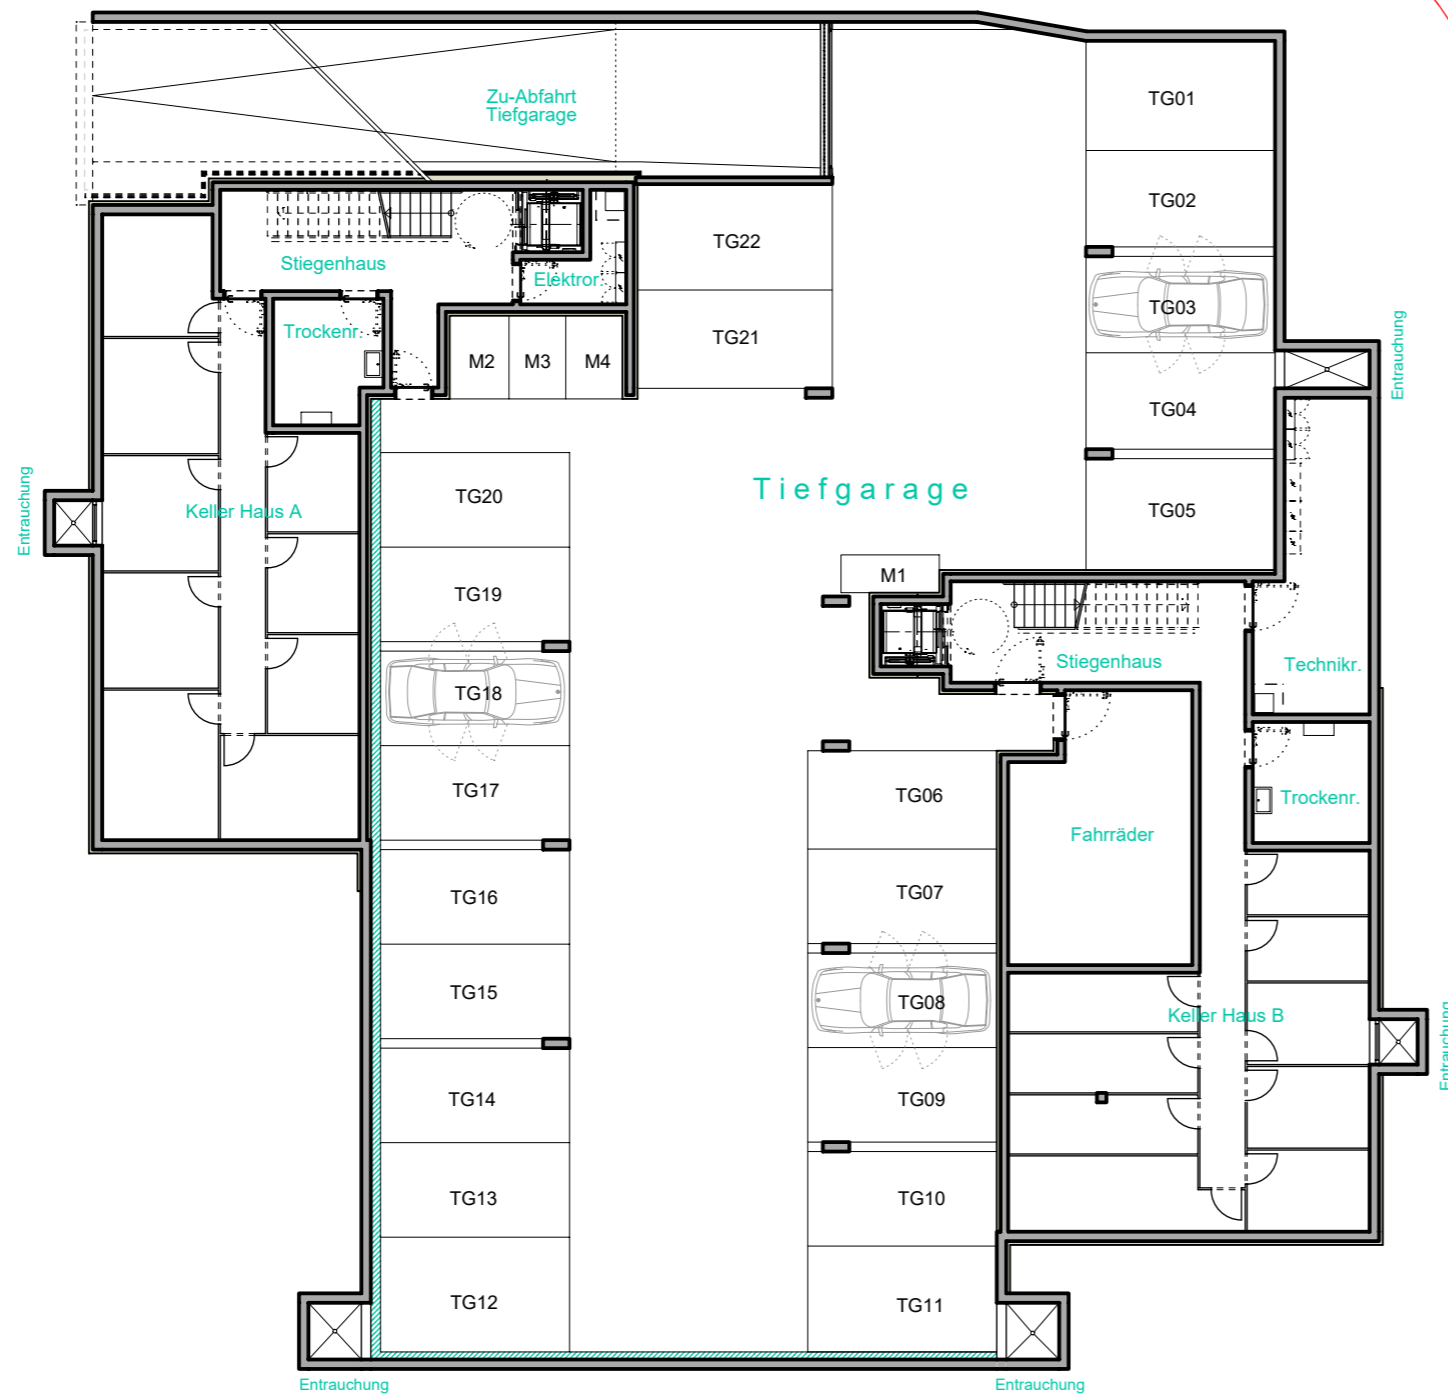 Zu-Abfahrt
Tiefgarage
TG01
TG02
TG22
Stiegenhaus
Elektror.
TG03
Trockenr.
TG21
M2
M3
M4
Entrauchung
TG04
Tiefgarage
TG20
TG05
Keller Haus A
Entrauchung
M1
TG19
Stiegenhaus
Technikr.
TG18
TG17
TG06
Trockenr.
Fahrräder
TG16
TG07
TG15
TG08
Keller Haus B
Entrauchung
TG14
TG09
TG13
TG10
TG12
TG11
Entrauchung
Entrauchung